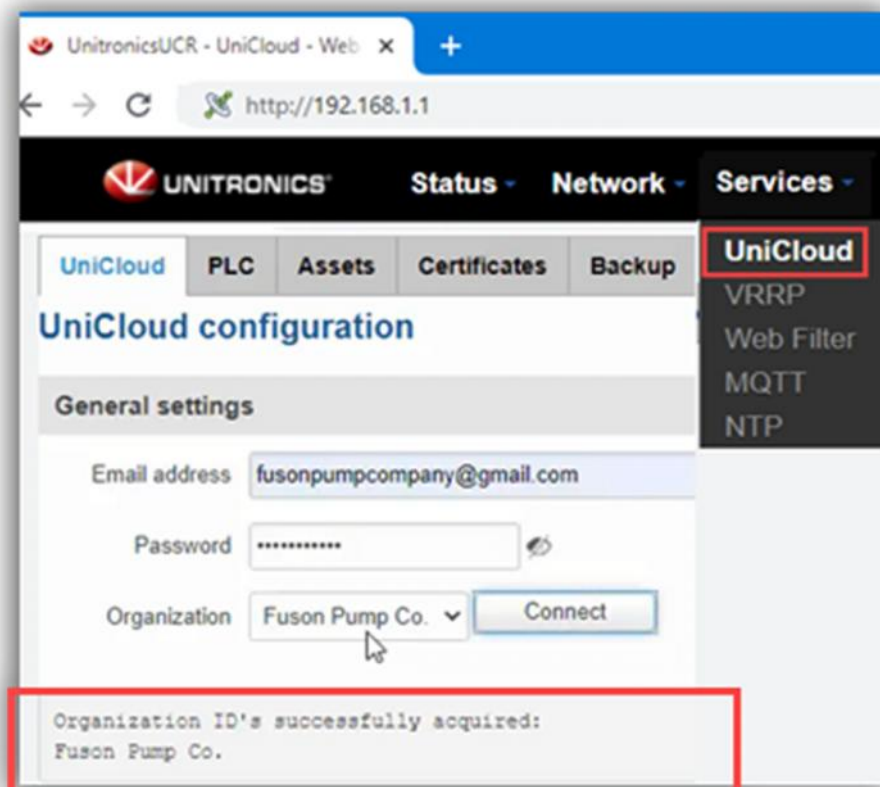 UnitronicsUCR - UniCloud - Web
http://192.168.1.1
UNITRONICS
Status Network Services
UniCloud PLC Assets Certificates Backup
UniCloud
VRRP
Web Filter
MQTT
NTP
UniCloud configuration
General settings
Email address fusonpumpcompany@gmail.com
Password •••••••••••
Organization Fuson Pump Co. Connect
Organization ID's successfully acquired:
Fuson Pump Co.